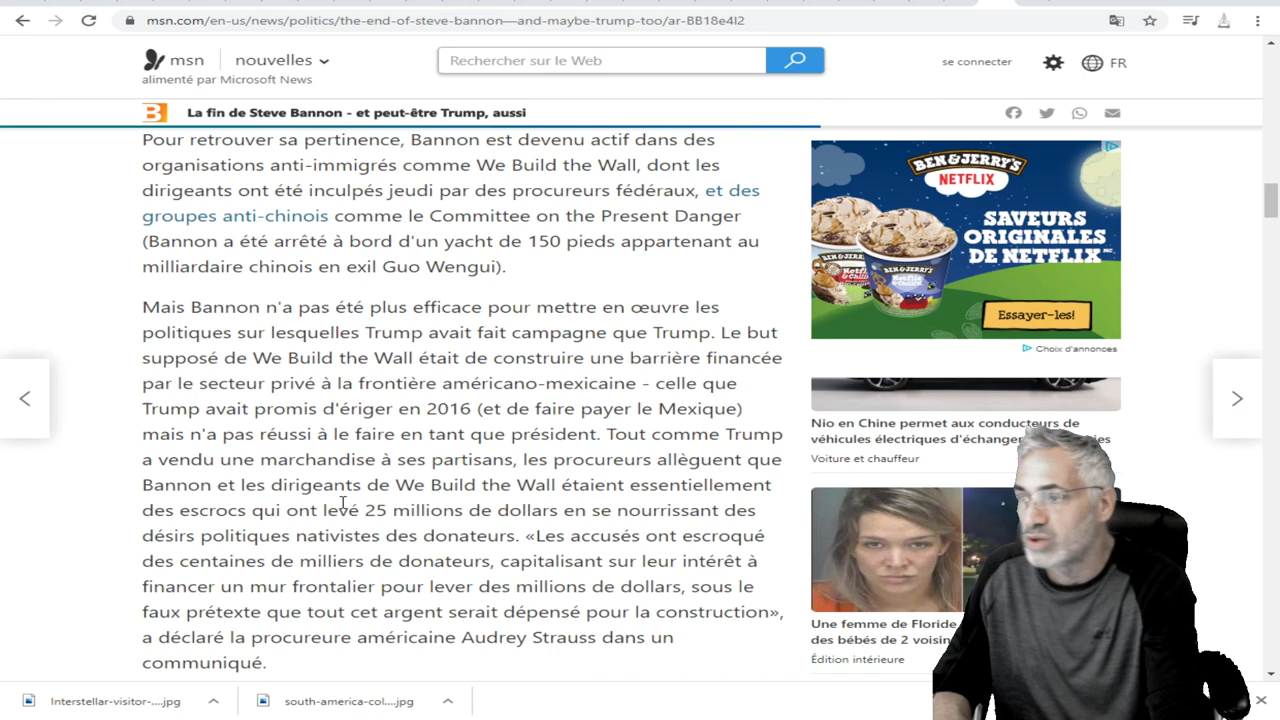 msn.com/en-us/news/politics/the-end-of-steve-bannon—and-maybe-trump-too/ar-BB18e4I2
msn
nouvelles
Rechercher sur le Web
se connecter
FR
alimenté par Microsoft News
La fin de Steve Bannon - et peut-être Trump, aussi
Pour retrouver sa pertinence, Bannon est devenu actif dans des
organisations anti-immigrés comme We Build the Wall, dont les
dirigeants ont été inculpés jeudi par des procureurs fédéraux, et des
groupes anti-chinois comme le Committee on the Present Danger
(Bannon a été arrêté à bord d'un yacht de 150 pieds appartenant au
milliardaire chinois en exil Guo Wengui).
Mais Bannon n'a pas été plus efficace pour mettre en œuvre les
politiques sur lesquelles Trump avait fait campagne que Trump. Le but
supposé de We Build the Wall était de construire une barrière financée
par le secteur privé à la frontière américano-mexicaine - celle que
Trump avait promis d'ériger en 2016 (et de faire payer le Mexique)
mais n'a pas réussi à le faire en tant que président. Tout comme Trump
a vendu une marchandise à ses partisans, les procureurs allèguent que
Bannon et les dirigeants de We Build the Wall étaient essentiellement
des escrocs qui ont levé 25 millions de dollars en se nourrissant des
désirs politiques nativistes des donateurs. «Les accusés ont escroqué
des centaines de milliers de donateurs, capitalisant sur leur intérêt à
financer un mur frontalier pour lever des millions de dollars, sous le
faux prétexte que tout cet argent serait dépensé pour la construction»,
a déclaré la procureure américaine Audrey Strauss dans un
communiqué.
BEN & JERRY'S
NETFLIX
SAVEURS
ORIGINALES
DE NETFLIX
Essayer-les!
Choix d'annonces
Nio en Chine permet aux conducteurs de
véhicules électriques d'échanger
Voiture et chauffeur
Une femme de Floride
des bébés de 2 voisin
Édition intérieure
Interstellar-visitor-....jpg
south-america-col....jpg